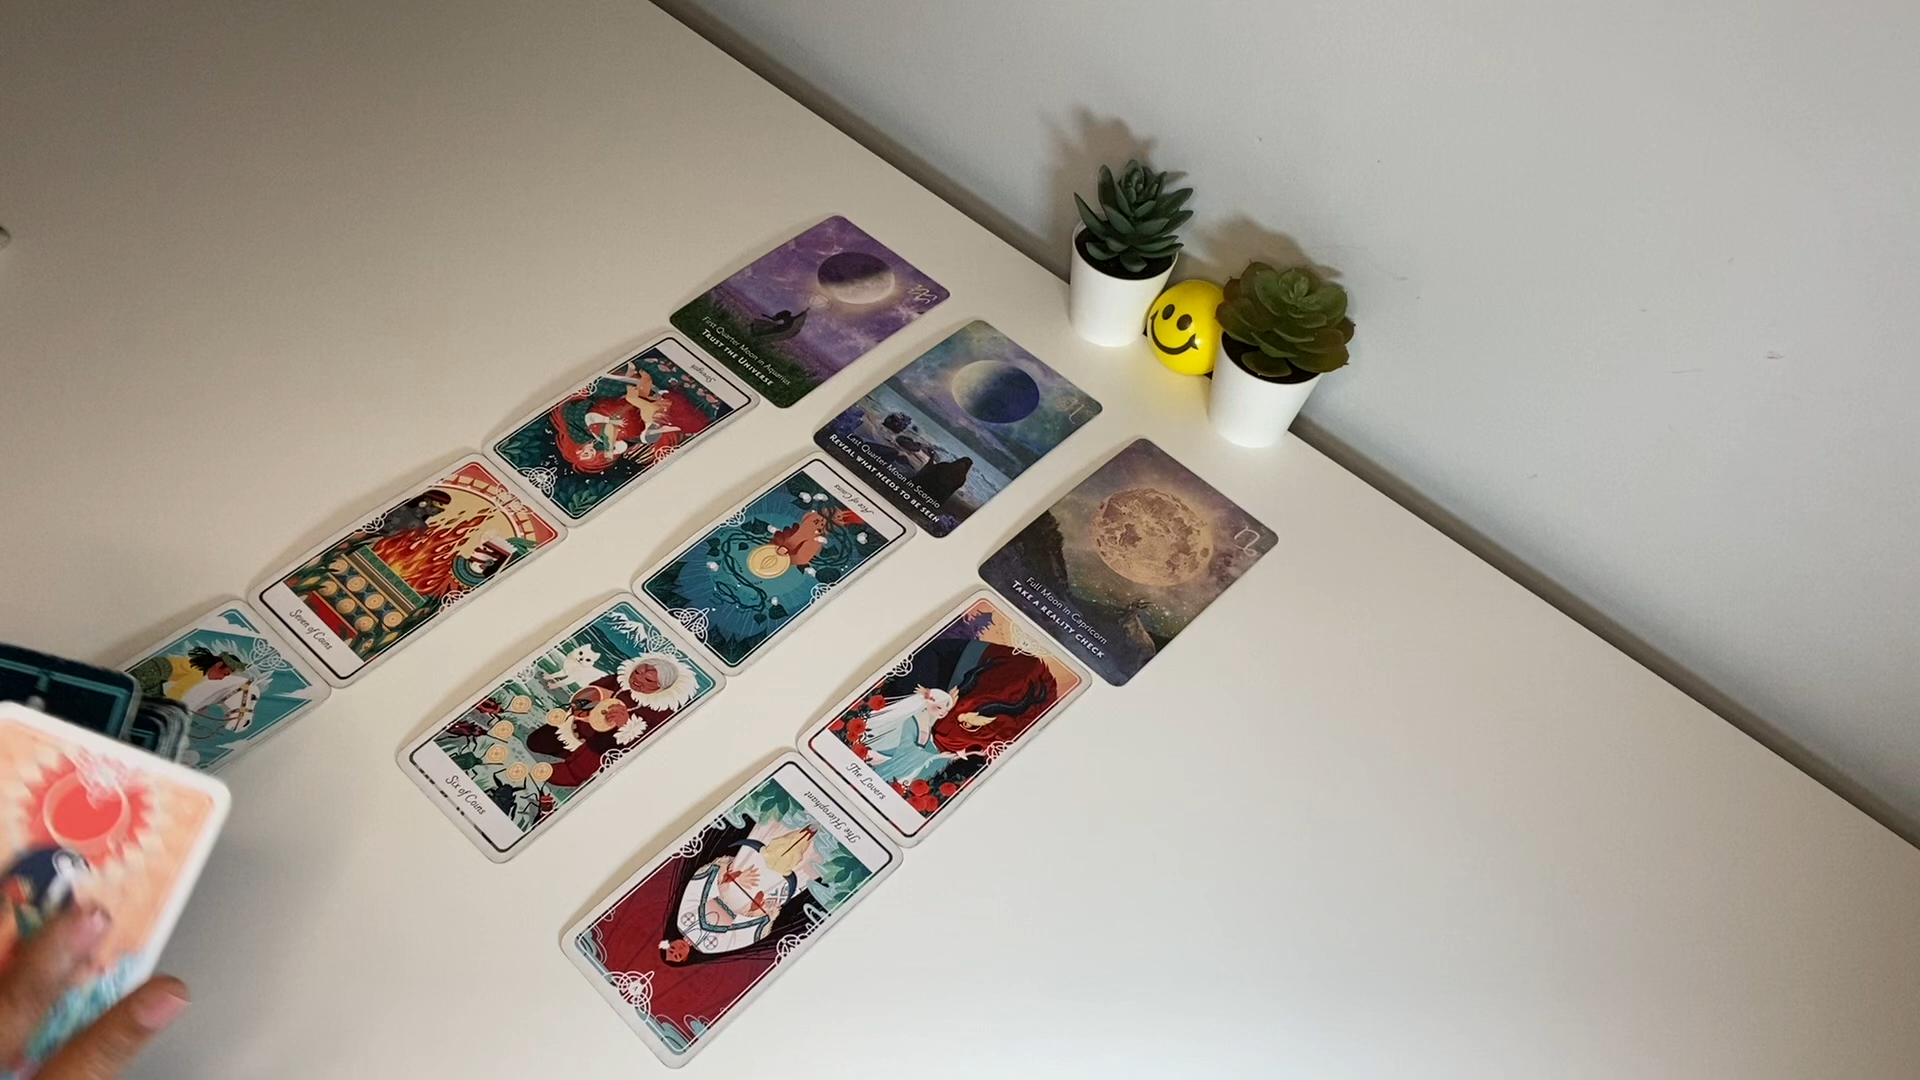 First Quarter Moon in Aquarius
TRUST THE UNIVERSE
Strength
Last Quarter Moon in Scorpio
REVEAL WHAT NEEDS TO BE SEEN
Seven of Coins
Ace of Coins
Full Moon in Capricorn
TAKE A REALITY CHECK
Six of Coins
The Lovers
The Hierophant
V